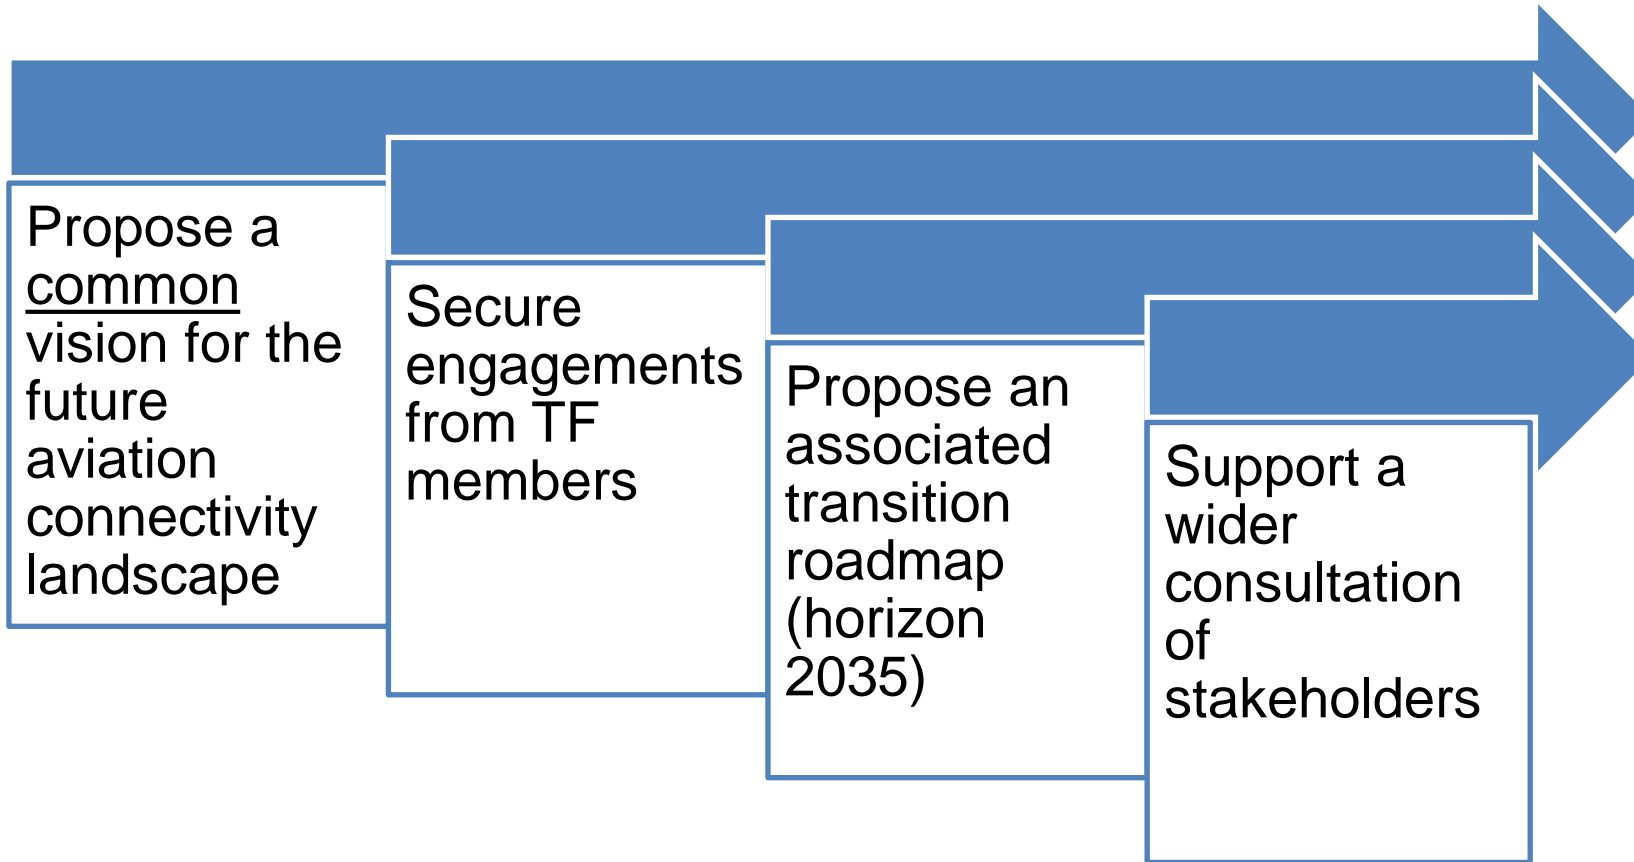 Propose a
common
vision for the
future
aviation
connectivity
landscape
Secure
engagements
from TF
members
Propose an
associated
transition
roadmap
(horizon
2035)
Support a
wider
consultation
of
stakeholders